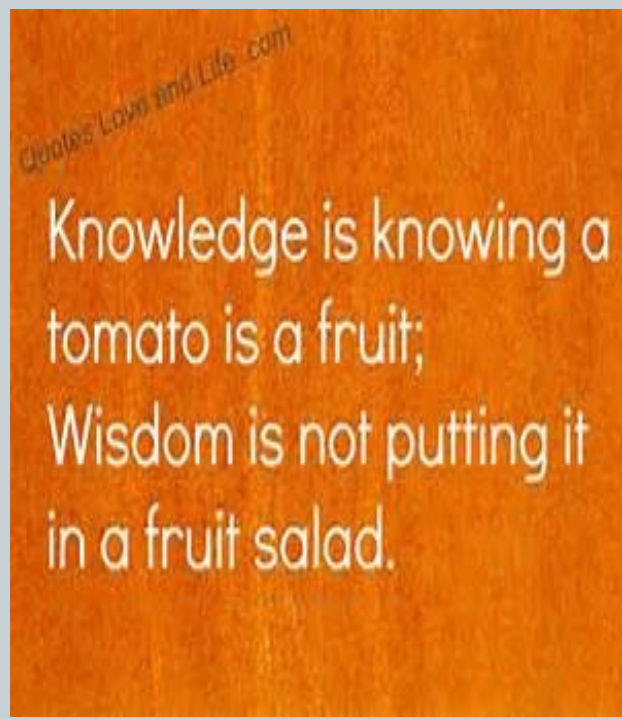 Quotes Love and Life .com
Knowledge is knowing a
tomato is a fruit;
Wisdom is not putting it
in a fruit salad.